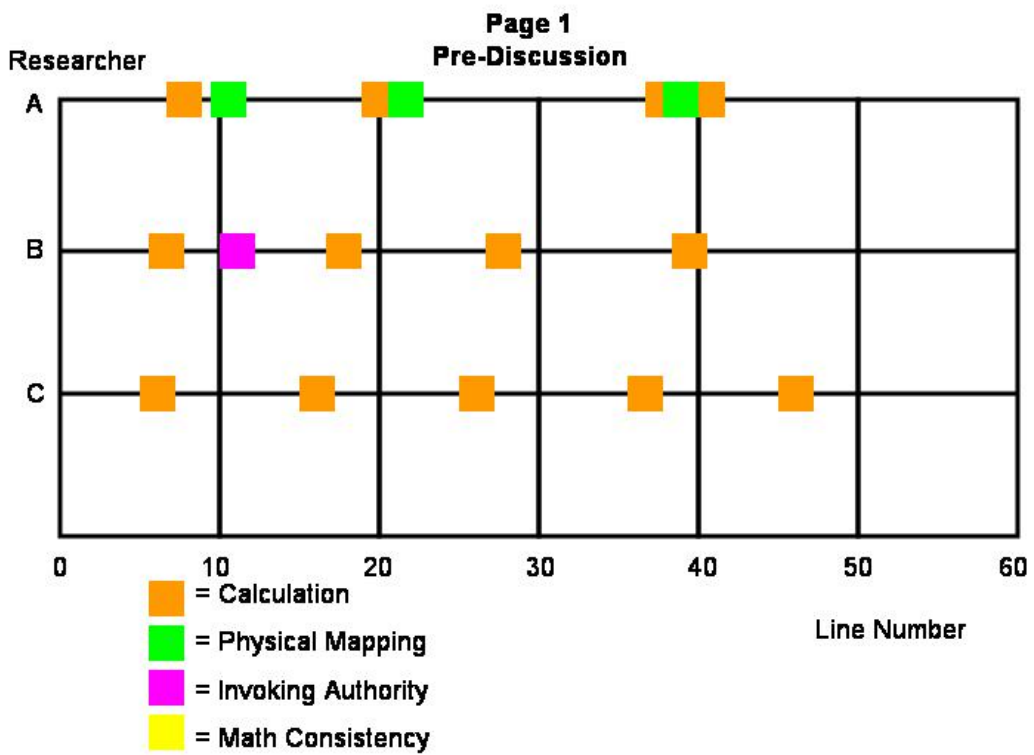 Page 1
Pre-Discussion
Researcher
A
B
C
0 10 20 30 40 50 60
= Calculation
Line Number
= Physical Mapping
= Invoking Authority
= Math Consistency